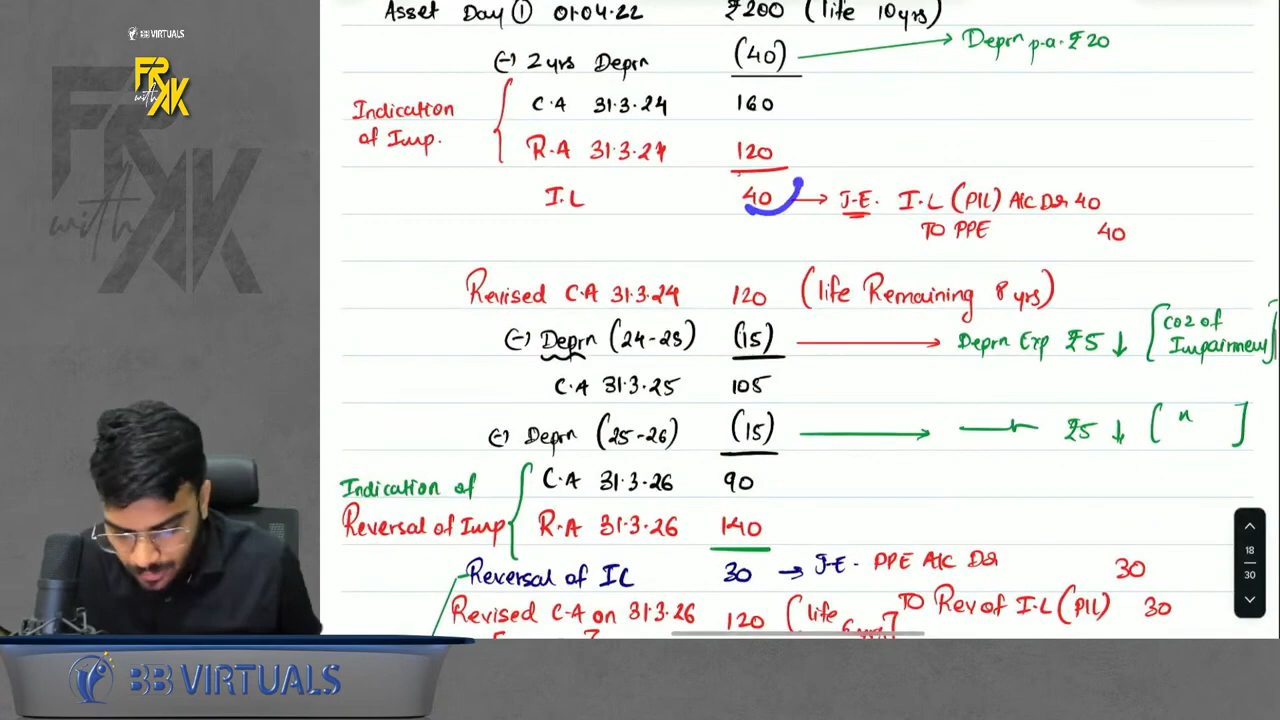 Asset Day ① 01.04.22 ₹200 (life 10yrs)
(-) 2 yrs Deprn (40) Deprn p.a. ₹20
C.A 31.3.24 160
Indication of Imp.
R.A 31.3.24 120
I.L 40 → J.E. I.L (P/L) A/c Dr 40
TO PPE 40
Revised C.A 31.3.24 120 (life Remaining 8 yrs)
(-) Deprn (24-25) (15) Deprn Exp ₹5 ↓ [co2 of Impairment]
C.A 31.3.25 105
(-) Deprn (25-26) (15) ₹5 ↓ [ " ]
Indication of Reversal of Imp
C.A 31.3.26 90
R.A 31.3.26 140
Reversal of IL 30 → J.E. PPE A/c Dr 30
TO Rev of I.L (P/L) 30
Revised C.A on 31.3.26 120 (life 6 yrs]
BB VIRTUALS
FR with AK
FR with AK
18
30
BB VIRTUALS